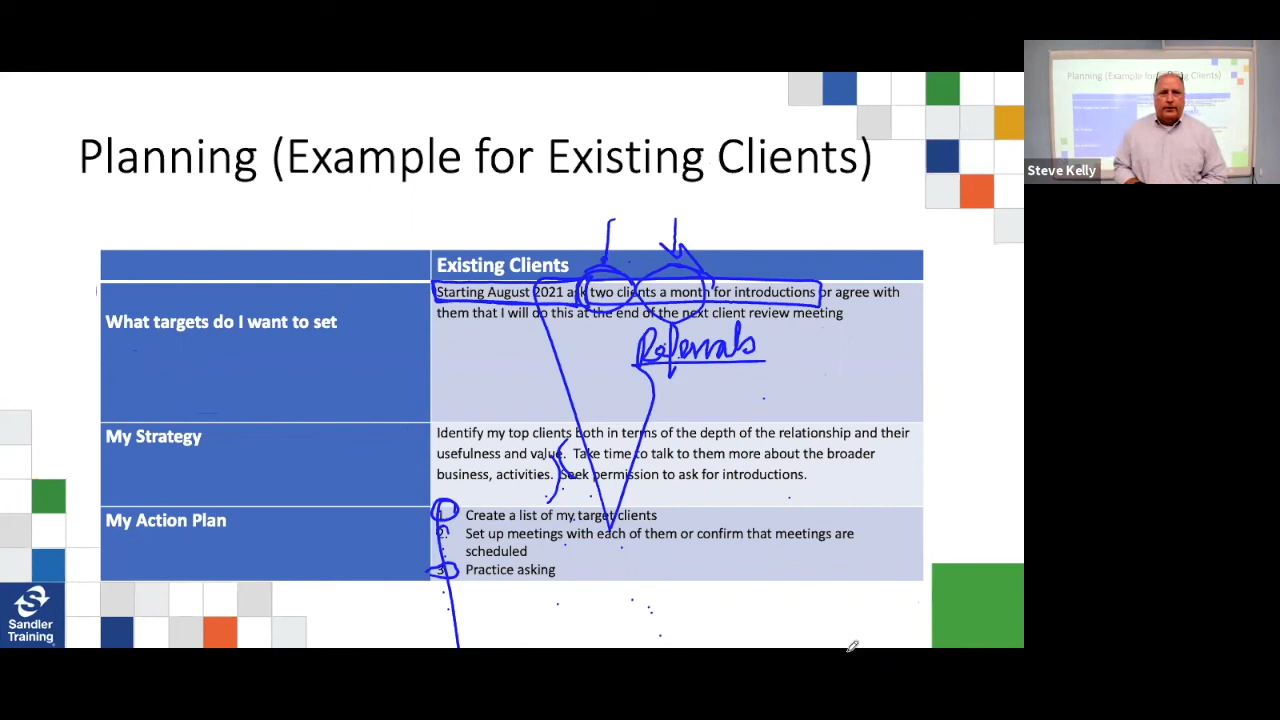 Planning (Example for Existing Clients)
Planning (Example for Existing Clients)
Steve Kelly
Existing Clients
What targets do I want to set
Starting August 2021 ask two clients a month for introductions or agree with
them that I will do this at the end of the next client review meeting
Referrals
My Strategy
Identify my top clients both in terms of the depth of the relationship and their
usefulness and value. Take time to talk to them more about the broader
business, activities. Seek permission to ask for introductions.
My Action Plan
1. Create a list of my target clients
2. Set up meetings with each of them or confirm that meetings are
scheduled
3. Practice asking
S
Sandler
Training